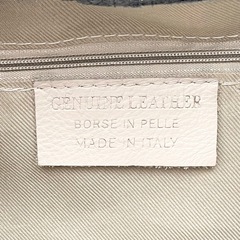 GENUINE LEATHER
BORSE IN PELLE
MADE IN ITALY